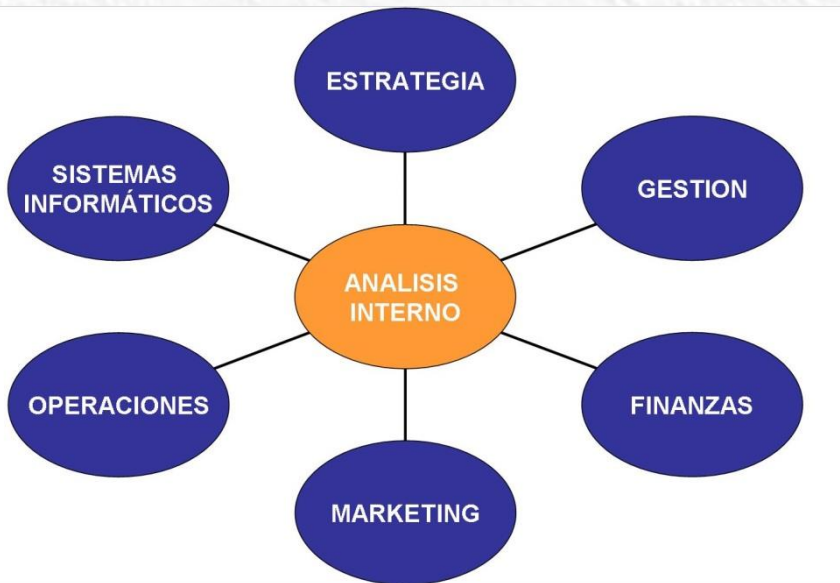 ESTRATEGIA
SISTEMAS
INFORMÁTICOS
GESTION
ANALISIS
INTERNO
OPERACIONES
FINANZAS
MARKETING